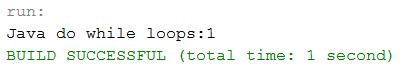 run:
Java do while loops:1
BUILD SUCCESSFUL (total time: 1 second)